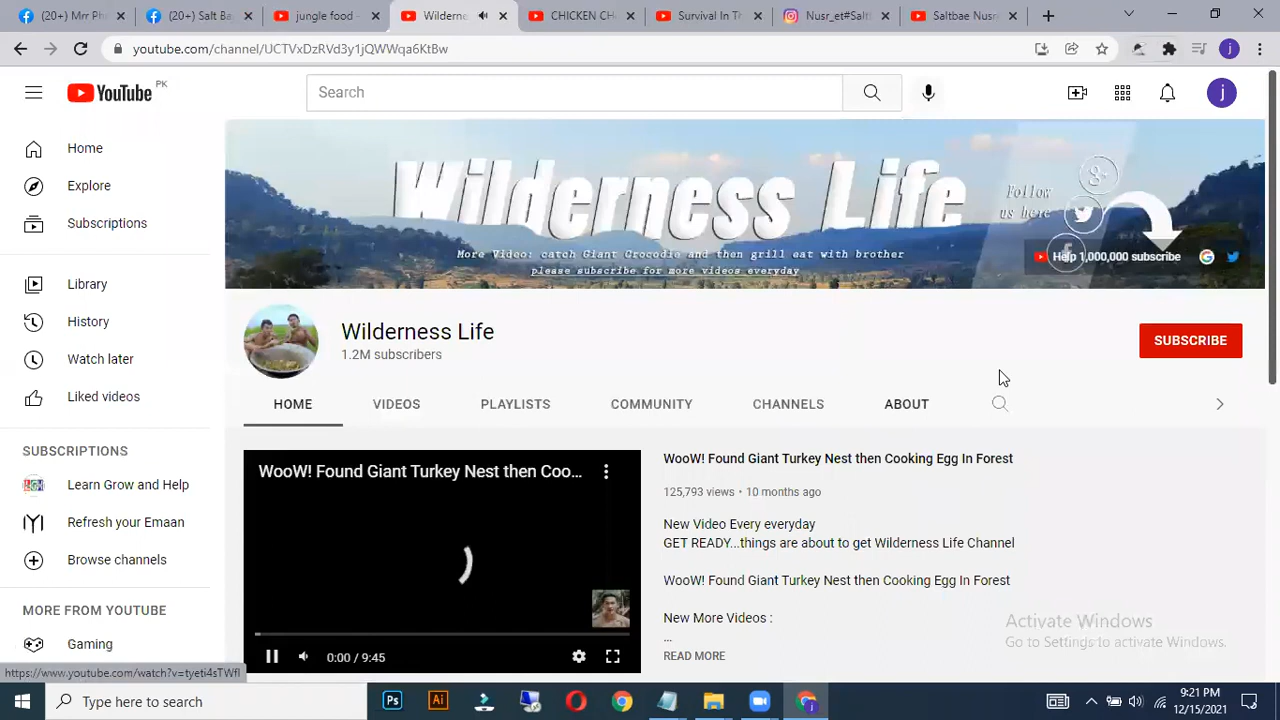 (20+) Mrr Ph
(20+) Salt Ba
jungle food -
Wildernes
CHICKEN CH
Survival In T
Nusr_et#Salt
Saltbae Nusr
youtube.com/channel/UCTVxDzRVd3y1jQWWqa6KtBw
j
YouTube PK
Search
j
Home
Explore
Subscriptions
Library
History
Watch later
Liked videos
SUBSCRIPTIONS
Learn Grow and Help
Refresh your Emaan
Browse channels
MORE FROM YOUTUBE
Gaming
https://www.youtube.com/watch?v=tyeti4sTWfI
Wilderness Life
More Video: catch Giant Crocodie and then grill eat with brother
please subscribe for more videos everyday
Follow
us here
Help 1,000,000 subscribe
Wilderness Life
1.2M subscribers
SUBSCRIBE
HOME VIDEOS PLAYLISTS COMMUNITY CHANNELS ABOUT
WooW! Found Giant Turkey Nest then Coo...
0:00 / 9:45
WooW! Found Giant Turkey Nest then Cooking Egg In Forest
125,793 views • 10 months ago
New Video Every everyday
GET READY...things are about to get Wilderness Life Channel
WooW! Found Giant Turkey Nest then Cooking Egg In Forest
New More Videos :
...
READ MORE
Activate Windows
Go to Settings to activate Windows.
Type here to search
Ps
Ai
9:21 PM
12/15/2021